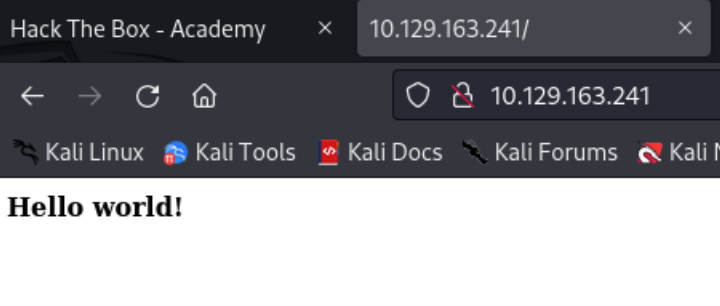 Hack The Box - Academy
10.129.163.241/
10.129.163.241
Kali Linux Kali Tools Kali Docs Kali Forums Kali
Hello world!